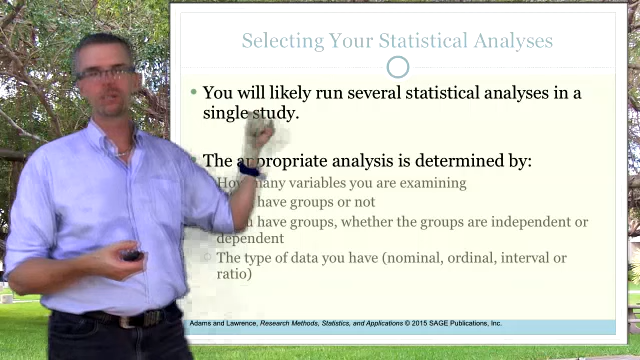 Selecting Your Statistical Analyses
You will likely run several statistical analyses in a
single study.
The appropriate analysis is determined by:
How many variables you are examining
have groups or not
have groups, whether the groups are independent or
dependent
The type of data you have (nominal, ordinal, interval or
ratio)
Adams and Lawrence, Research Methods, Statistics, and Applications © 2015 SAGE Publications, Inc.